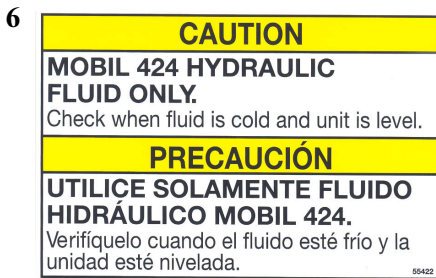 6
CAUTION
MOBIL 424 HYDRAULIC
FLUID ONLY.
Check when fluid is cold and unit is level.
PRECAUCIÓN
UTILICE SOLAMENTE FLUIDO
HIDRÁULICO MOBIL 424.
Verifíquelo cuando el fluido esté frío y la
unidad esté nivelada.
55422